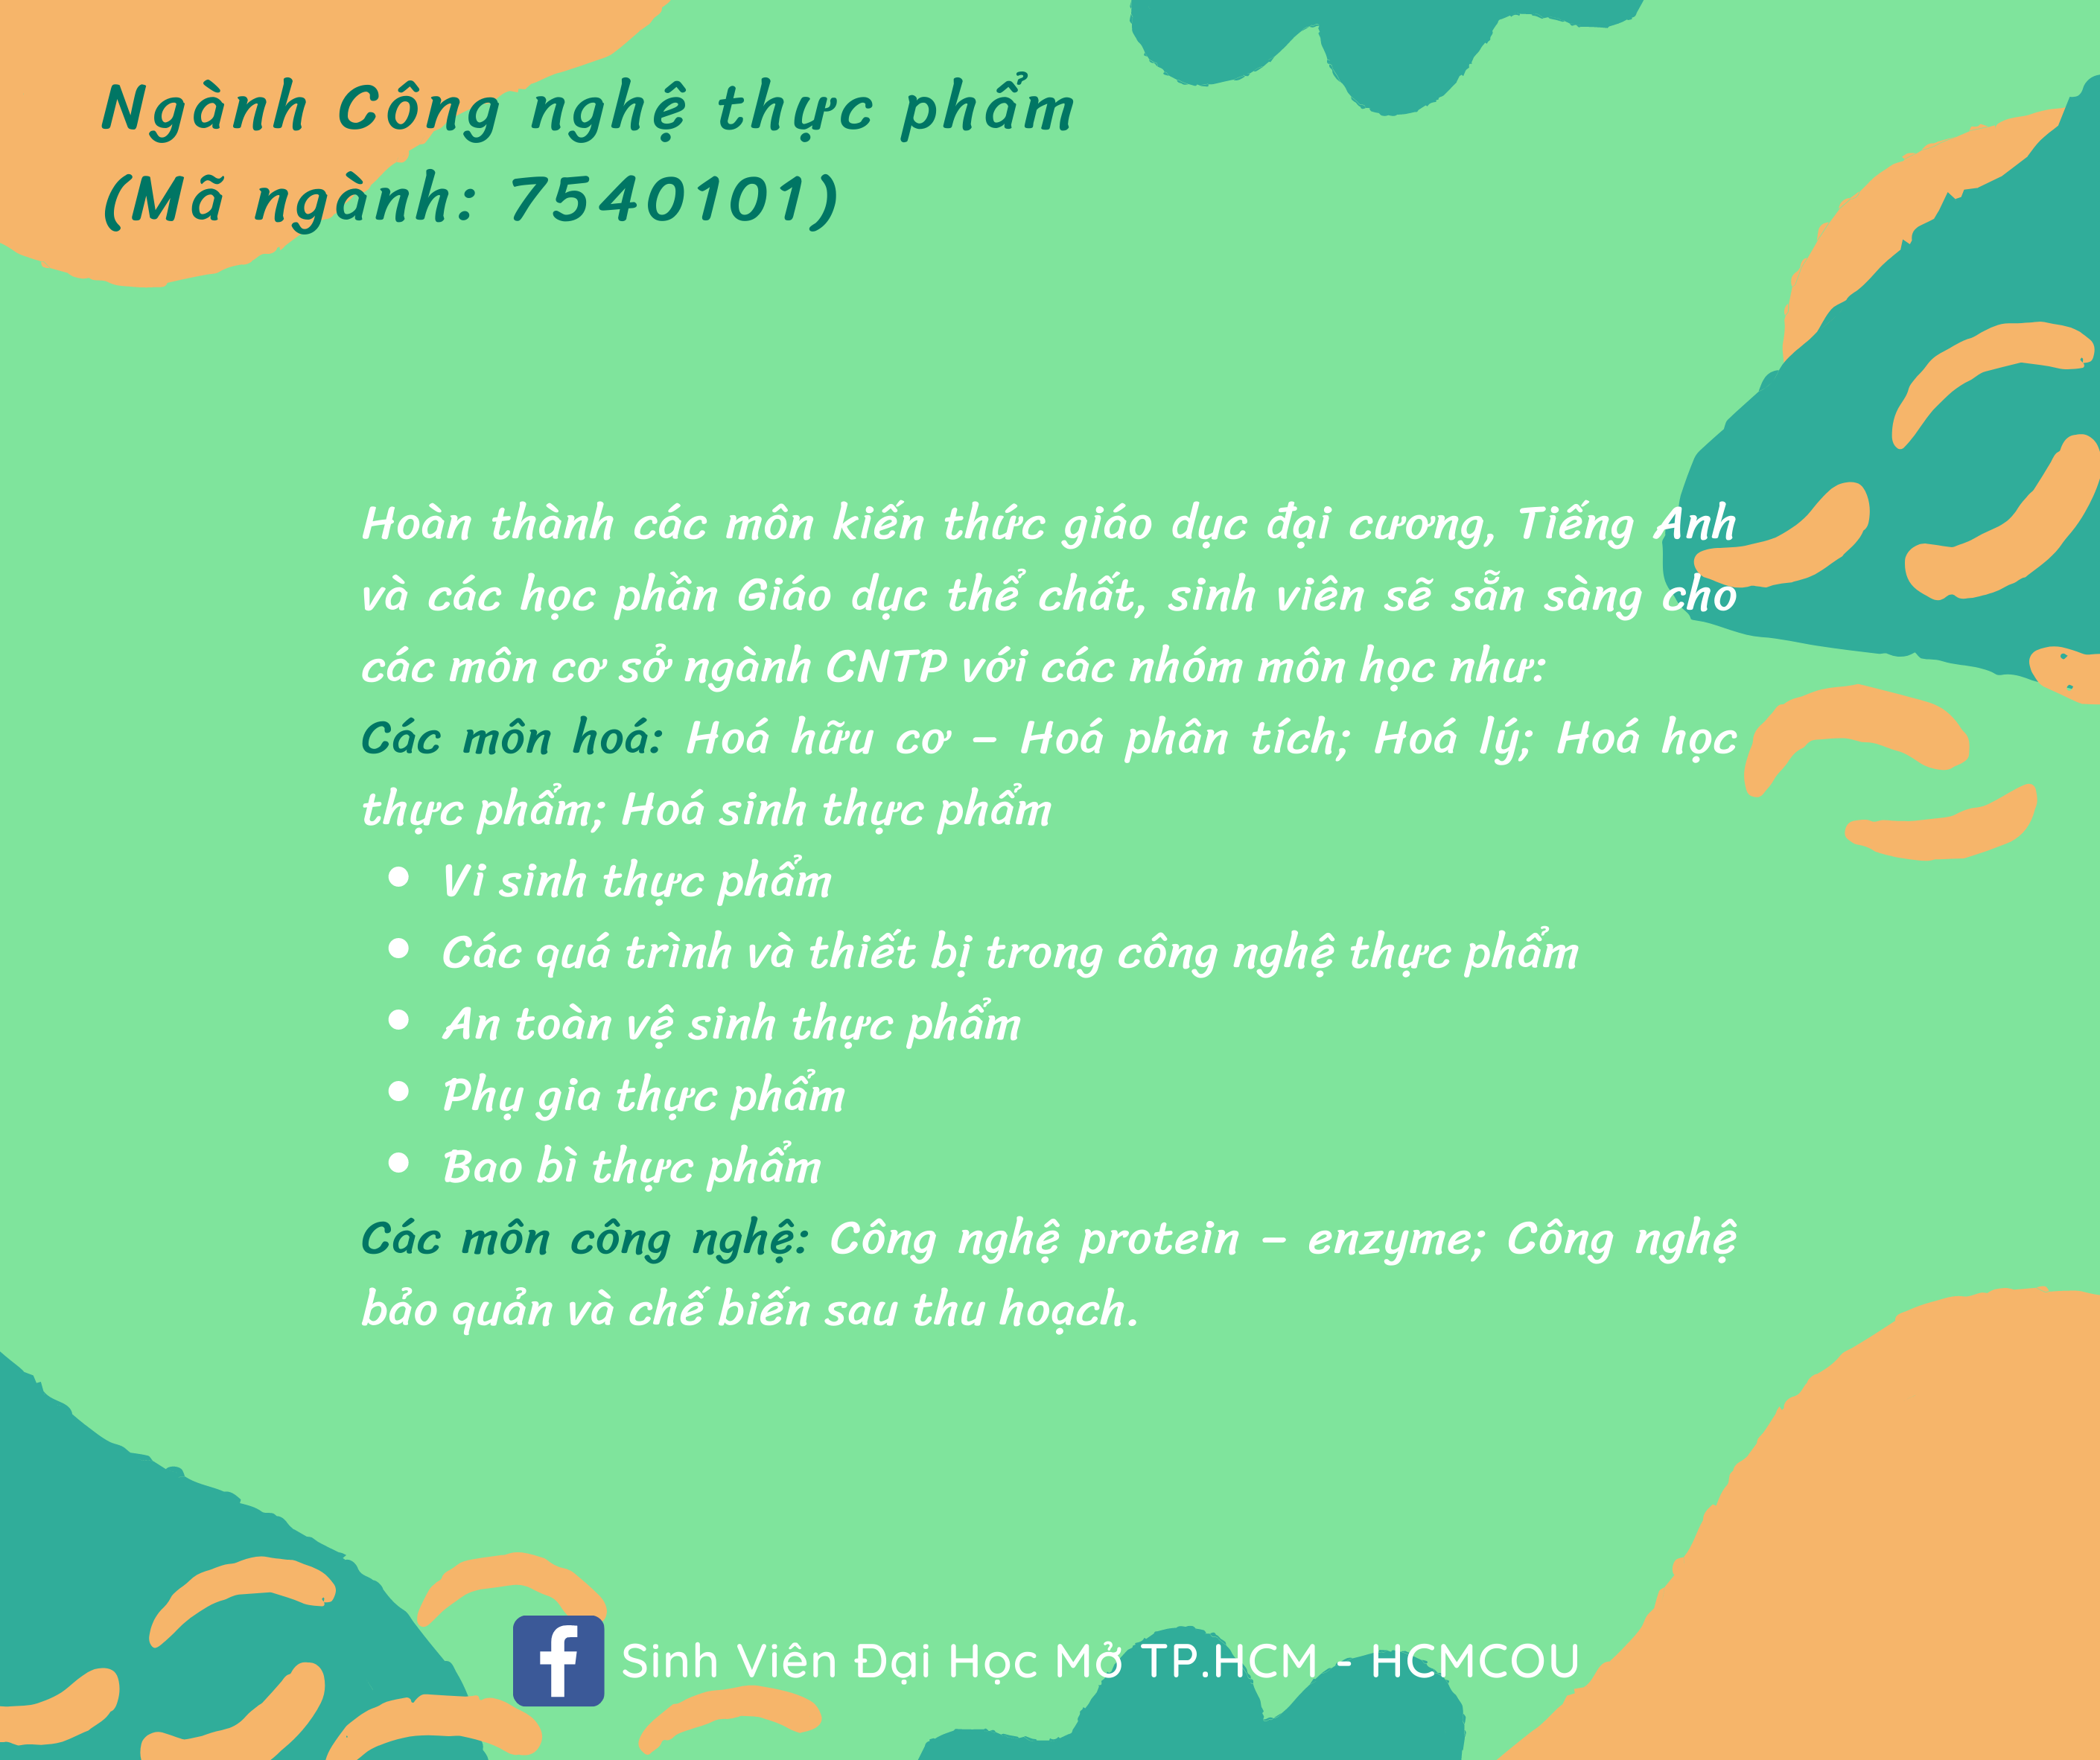 Ngành Công nghệ thực phẩm
(Mã ngành: 7540101)
Hoàn thành các môn kiến thức giáo dục đại cương, Tiếng Anh
và các học phần Giáo dục thể chất, sinh viên sẽ sẵn sàng cho
các môn cơ sở ngành CNTP với các nhóm môn học như:
Các môn hoá: Hoá hữu cơ – Hoá phân tích; Hoá lý; Hoá học
thực phẩm; Hoá sinh thực phẩm
• Vi sinh thực phẩm
• Các quá trình và thiết bị trong công nghệ thực phẩm
• An toàn vệ sinh thực phẩm
• Phụ gia thực phẩm
• Bao bì thực phẩm
Các môn công nghệ: Công nghệ protein – enzyme; Công nghệ
bảo quản và chế biến sau thu hoạch.
f Sinh Viên Đại Học Mở TP.HCM - HCMCOU